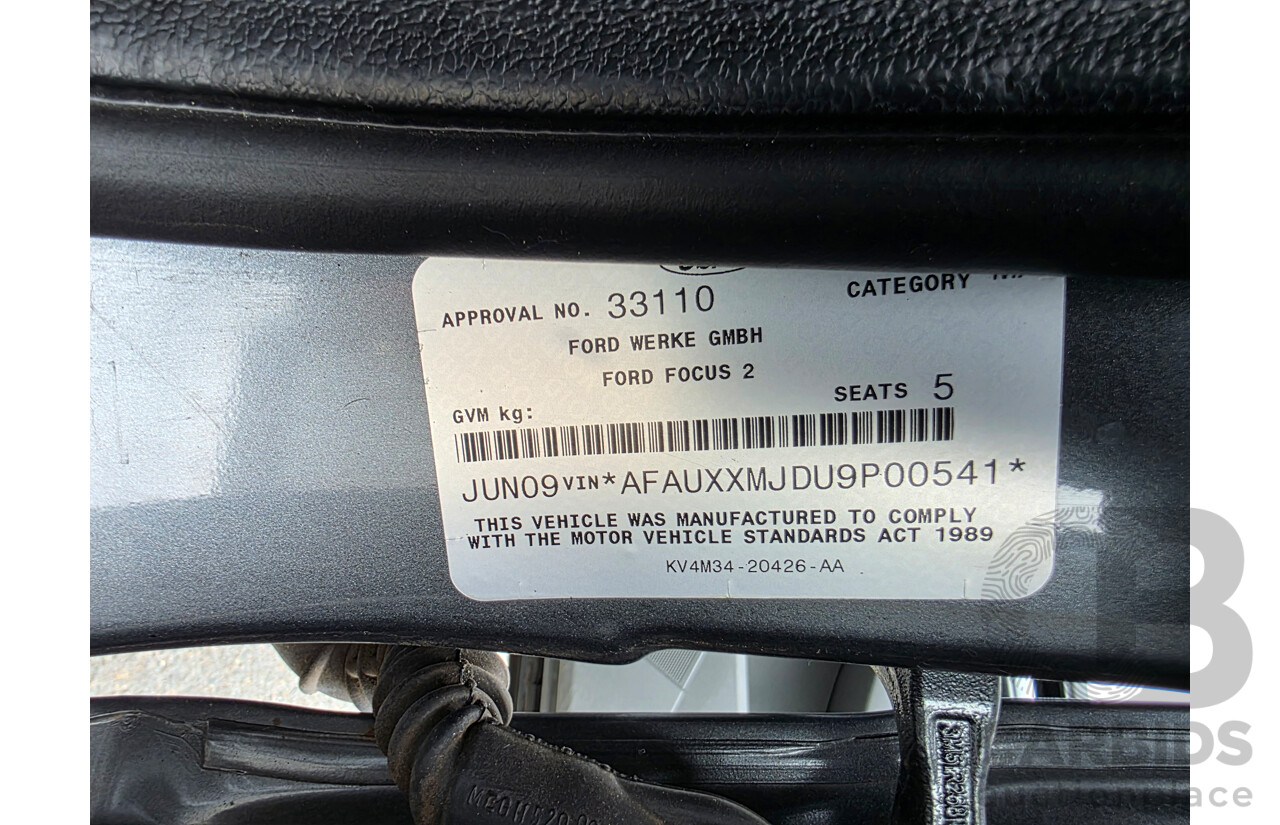 APPROVAL NO. 33110
CATEGORY
FORD WERKE GMBH
FORD FOCUS 2
SEATS 5
GVM kg:
JUN09 VIN*AFAUXXMJDU9P00541*
THIS VEHICLE WAS MANUFACTURED TO COMPLY
WITH THE MOTOR VEHICLE STANDARDS ACT 1989
KV4M34-20426-AA